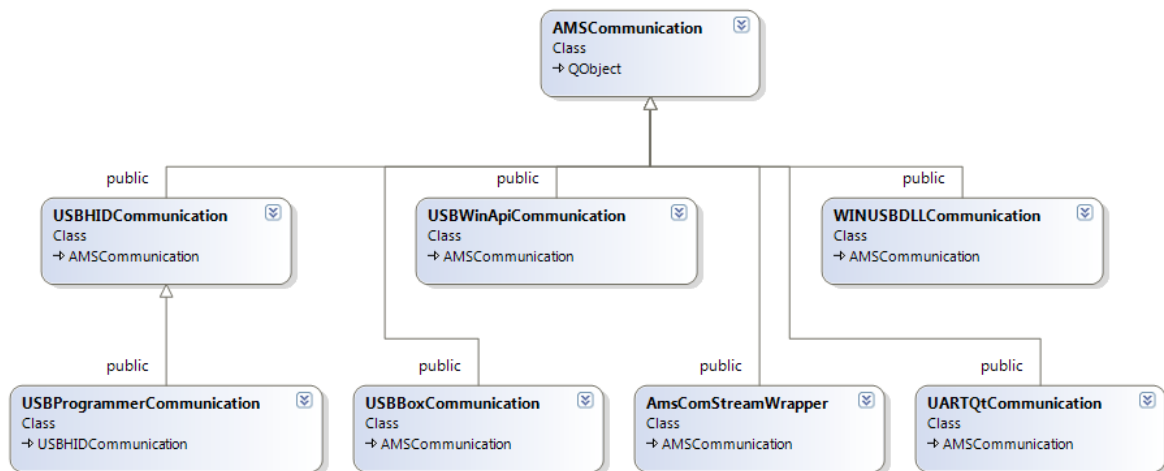 AMSCommunication
Class
QObject
public
public
public
USBHIDCommunication
Class
AMSCommunication
USBWinApiCommunication
Class
AMSCommunication
WINUSBDLLCommunication
Class
AMSCommunication
public
public
public
public
USBProgrammerCommunication
Class
USBHIDCommunication
USBBoxCommunication
Class
AMSCommunication
AmsComStreamWrapper
Class
AMSCommunication
UARTQtCommunication
Class
AMSCommunication